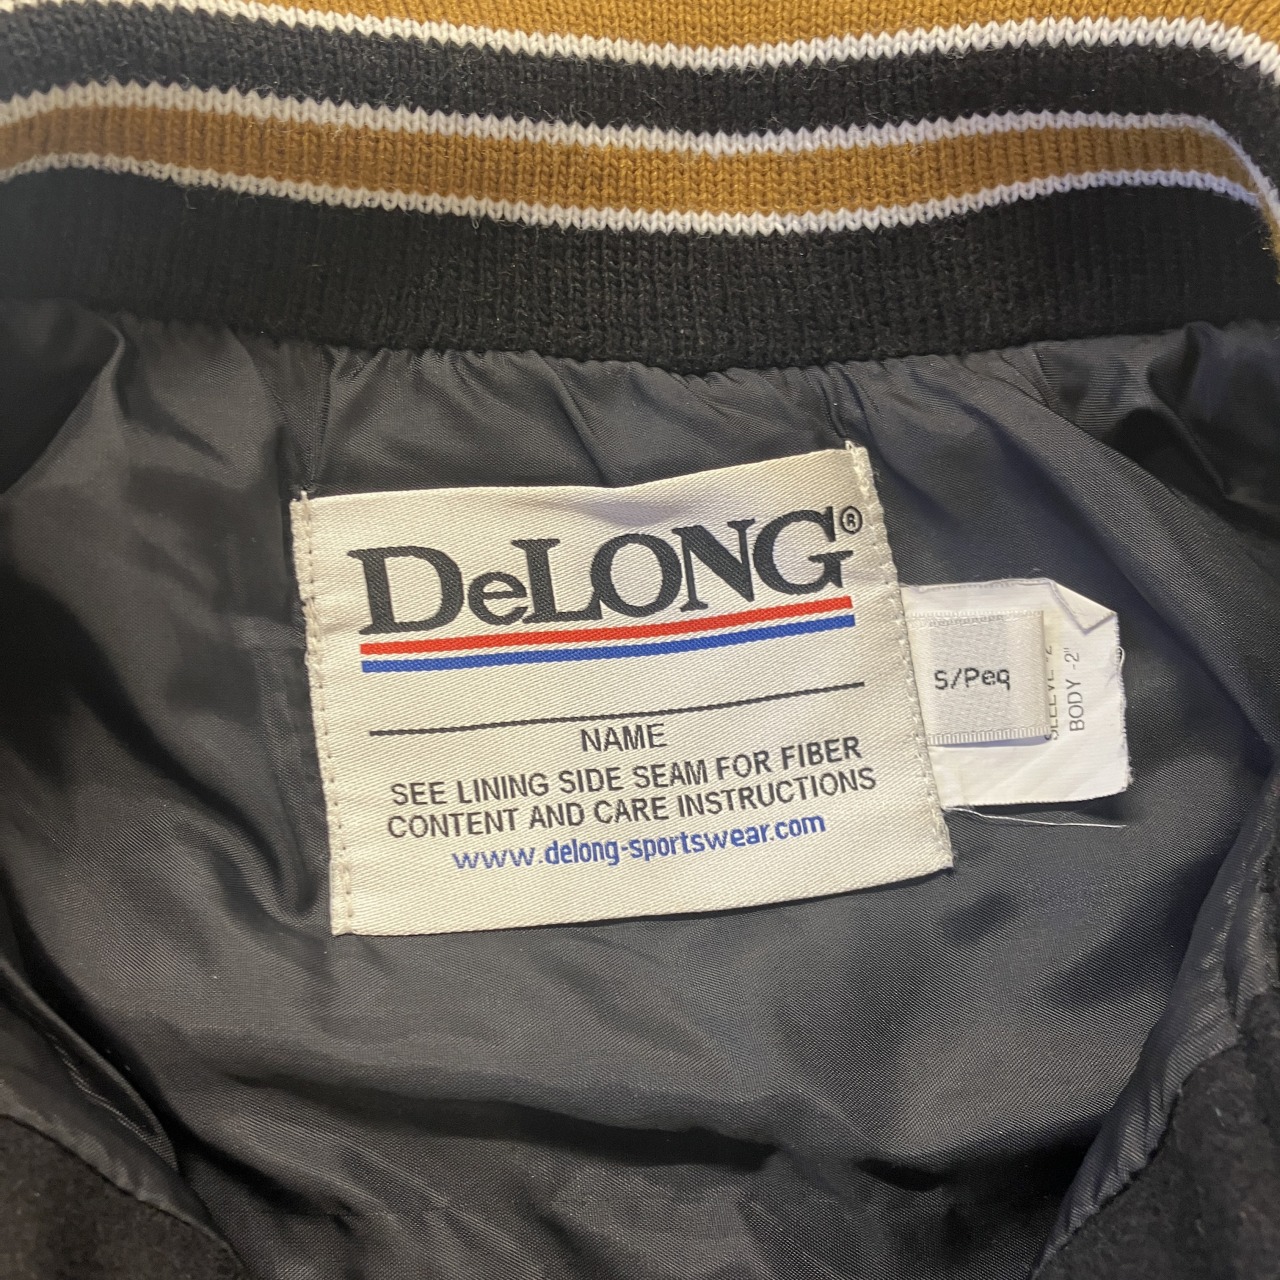 DeLONG®
NAME
SEE LINING SIDE SEAM FOR FIBER
CONTENT AND CARE INSTRUCTIONS
www.delong-sportswear.com
S/Peq
BODY -2"